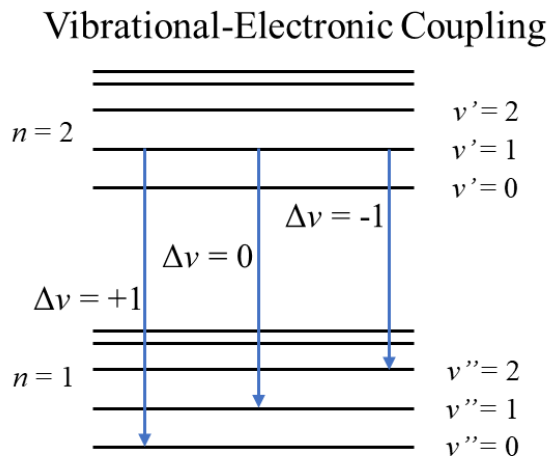 Vibrational-Electronic Coupling
n = 2
v’ = 2
v’ = 1
v’ = 0
Δv = -1
Δv = 0
Δv = +1
n = 1
v’’ = 2
v’’ = 1
v’’ = 0